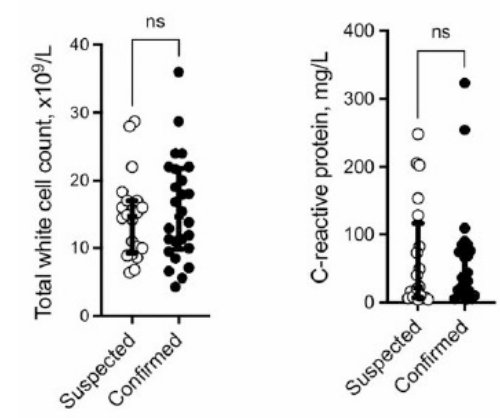 Total white cell count, x10⁹/L
ns
40
30
20
10
0
Suspected
Confirmed
C-reactive protein, mg/L
ns
400
300
200
100
0
Suspected
Confirmed